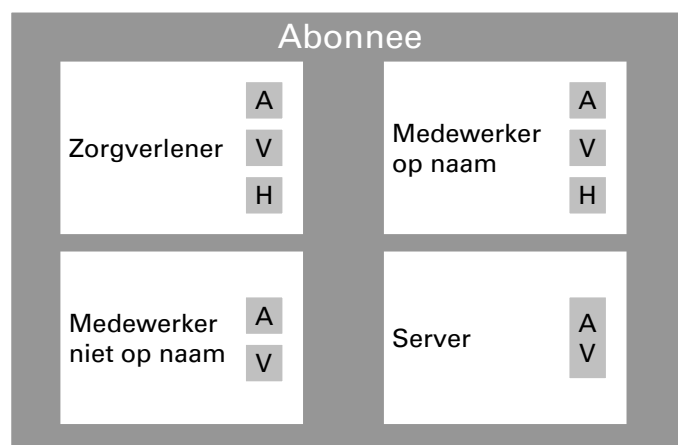 Abonnee
Zorgverlener
A
V
H
Medewerker
op naam
A
V
H
Medewerker
niet op naam
A
V
Server
A
V